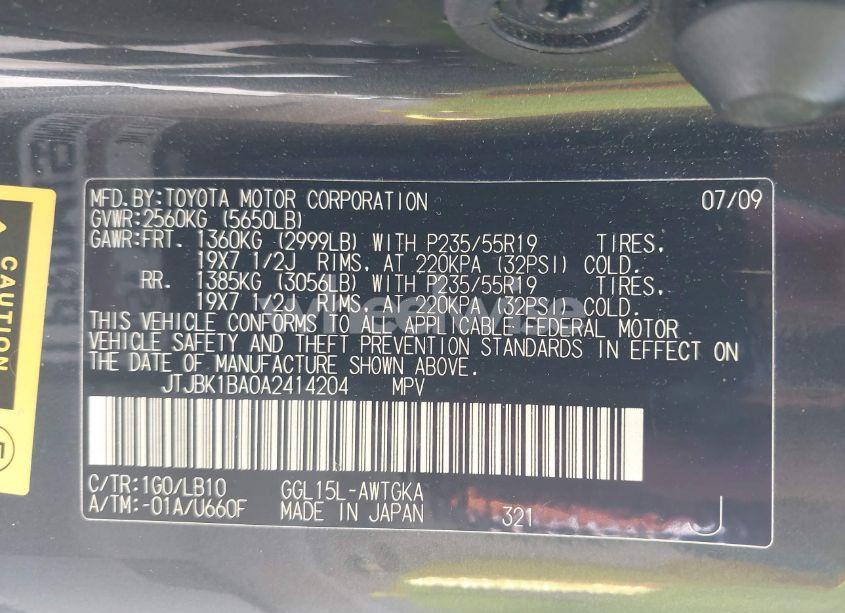 MFD.BY:TOYOTA MOTOR CORPORATION 07/09
GVWR:2560KG (5650LB)
GAWR:FRT. 1360KG (2999LB) WITH P235/55R19 TIRES,
19X7 1/2J RIMS, AT 220KPA (32PSI) COLD.
RR. 1385KG (3056LB) WITH P235/55R19 TIRES,
19X7 1/2J RIMS, AT 220KPA (32PSI) COLD.
THIS VEHICLE CONFORMS TO ALL APPLICABLE FEDERAL MOTOR
VEHICLE SAFETY AND THEFT PREVENTION STANDARDS IN EFFECT ON
THE DATE OF MANUFACTURE SHOWN ABOVE.
JTJBK1BA0A2414204 MPV
C/TR:1G0/LB10 GGL15L-AWTGKA
A/TM:-01A/U660F MADE IN JAPAN 321 J
CAUTION